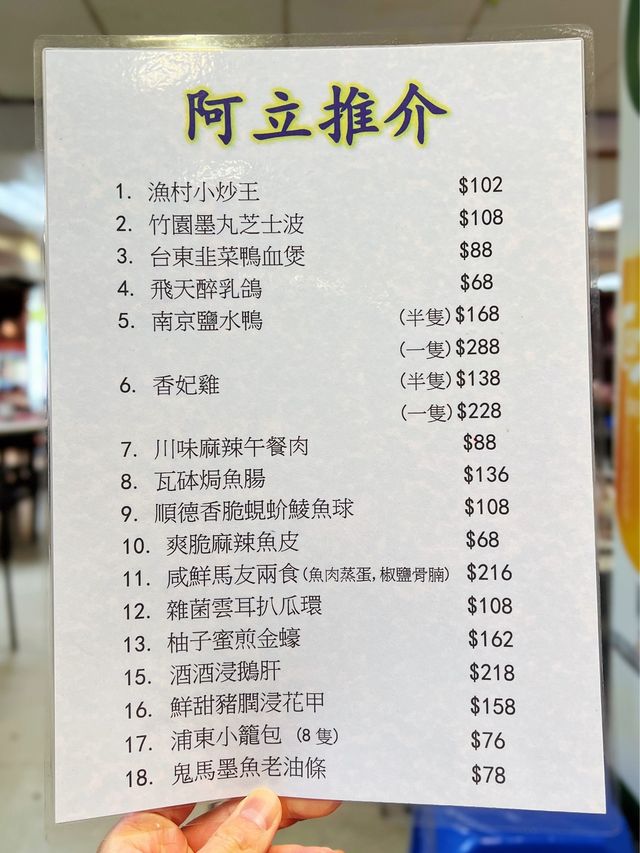 阿立推介
1. 漁村小炒王 $102
2. 竹園墨丸芝士波 $108
3. 台東韭菜鴨血煲 $88
4. 飛天醉乳鴿 $68
5. 南京鹽水鴨 (半隻)$168
(一隻)$288
6. 香妃雞 (半隻)$138
(一隻)$228
7. 川味麻辣午餐肉 $88
8. 瓦砵焗魚腸 $136
9. 順德香脆蜆蚧鯪魚球 $108
10. 爽脆麻辣魚皮 $68
11. 咸鮮馬友兩食(魚肉蒸蛋,椒鹽骨腩) $216
12. 雜菌雲耳扒瓜環 $108
13. 柚子蜜煎金蠔 $162
15. 酒酒浸鵝肝 $218
16. 鮮甜豬膶浸花甲 $158
17. 浦東小籠包 (8隻) $76
18. 鬼馬墨魚老油條 $78